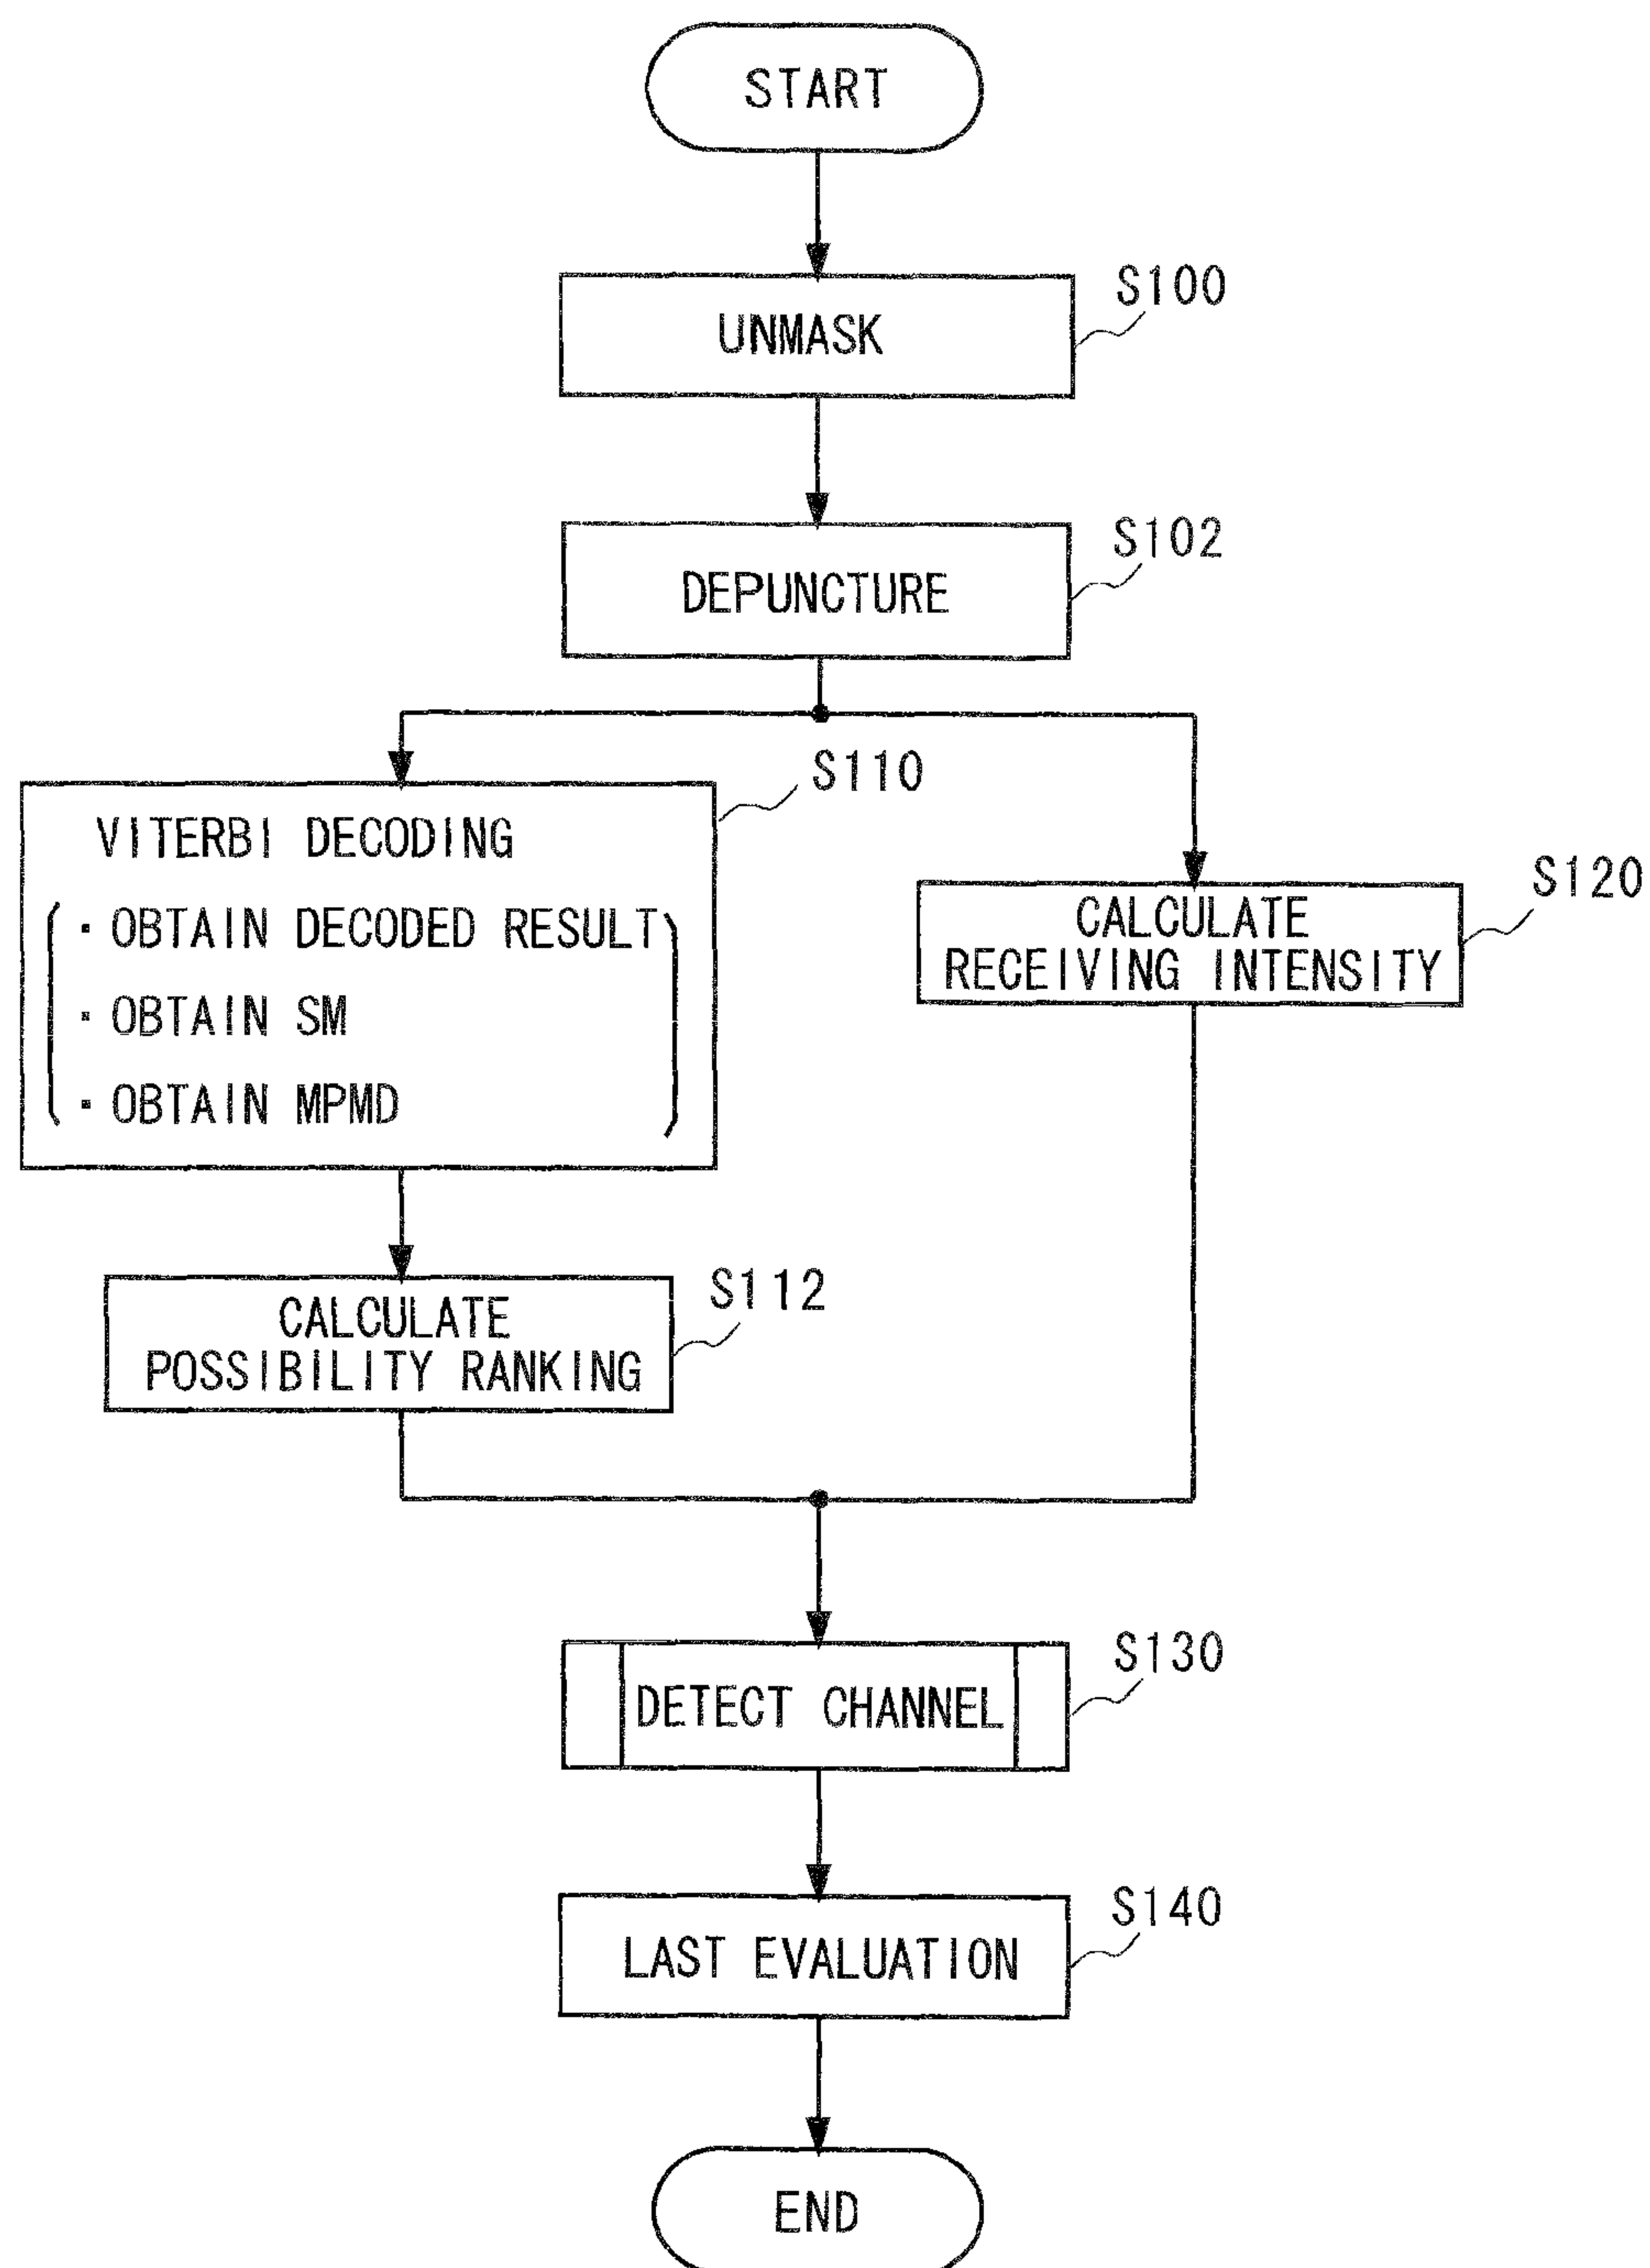 START
S100
UNMASK
S102
DEPUNCTURE
S110
VITERBI DECODING
· OBTAIN DECODED RESULT
· OBTAIN SM
· OBTAIN MPMD
S120
CALCULATE
RECEIVING INTENSITY
S112
CALCULATE
POSSIBILITY RANKING
S130
DETECT CHANNEL
S140
LAST EVALUATION
END